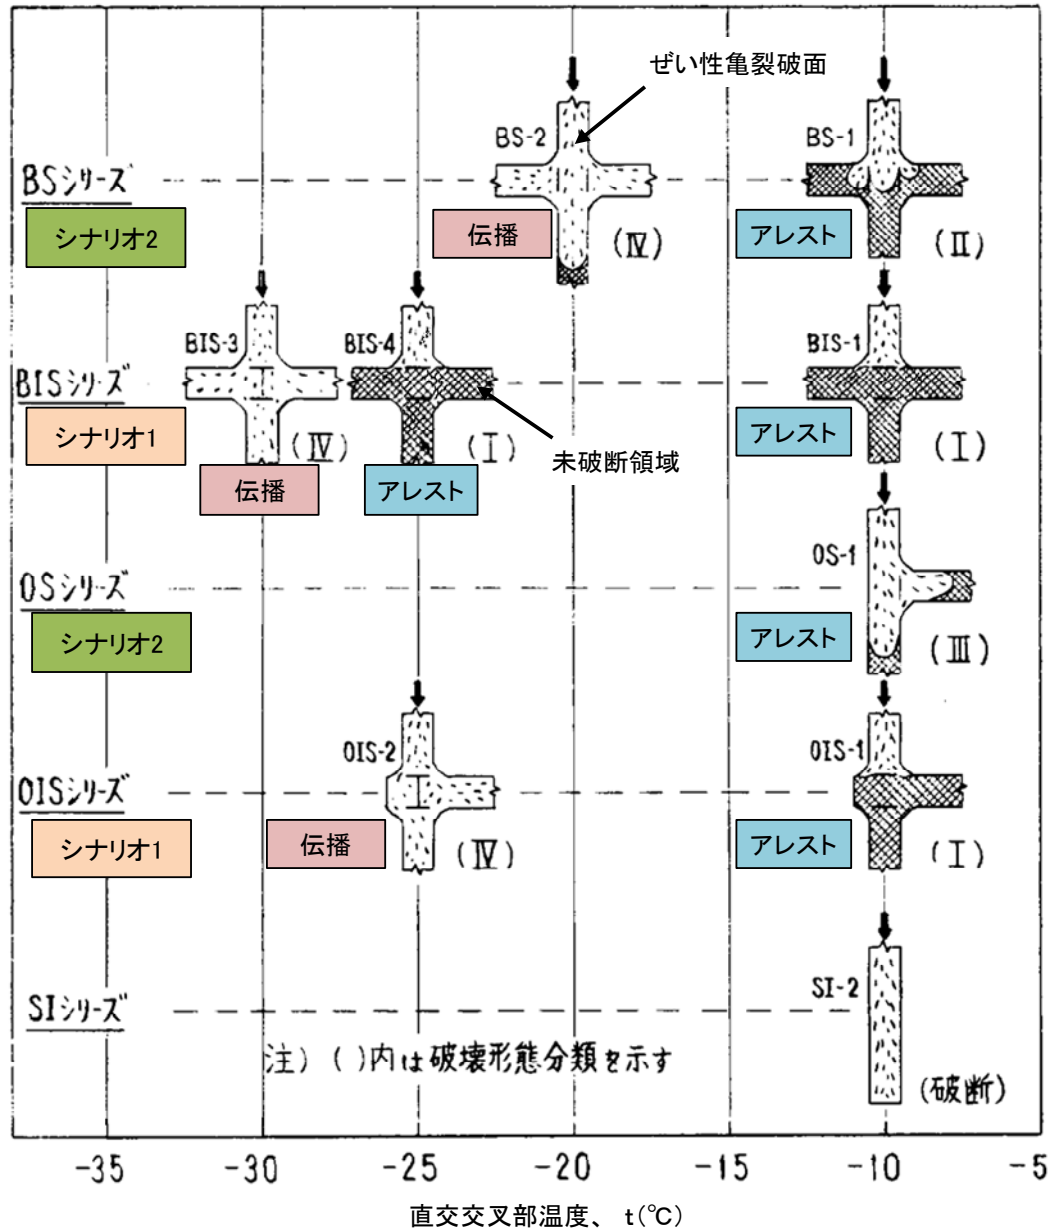 ぜい性亀裂破面
BS-2
BS-1
BSシリーズ
シナリオ2
伝播
(Ⅳ)
アレスト
(Ⅱ)
BIS-3
BIS-4
BIS-1
BISシリーズ
シナリオ1
(Ⅳ)
(Ⅰ)
アレスト
(Ⅰ)
未破断領域
伝播
アレスト
OS-1
OSシリーズ
シナリオ2
アレスト
(Ⅲ)
OIS-2
OIS-1
OISシリーズ
シナリオ1
伝播
(Ⅳ)
アレスト
(Ⅰ)
SI-2
SIシリーズ
注) ( )内は破壊形態分類を示す
(破断)
-35 -30 -25 -20 -15 -10 -5
直交交叉部温度、 t(℃)